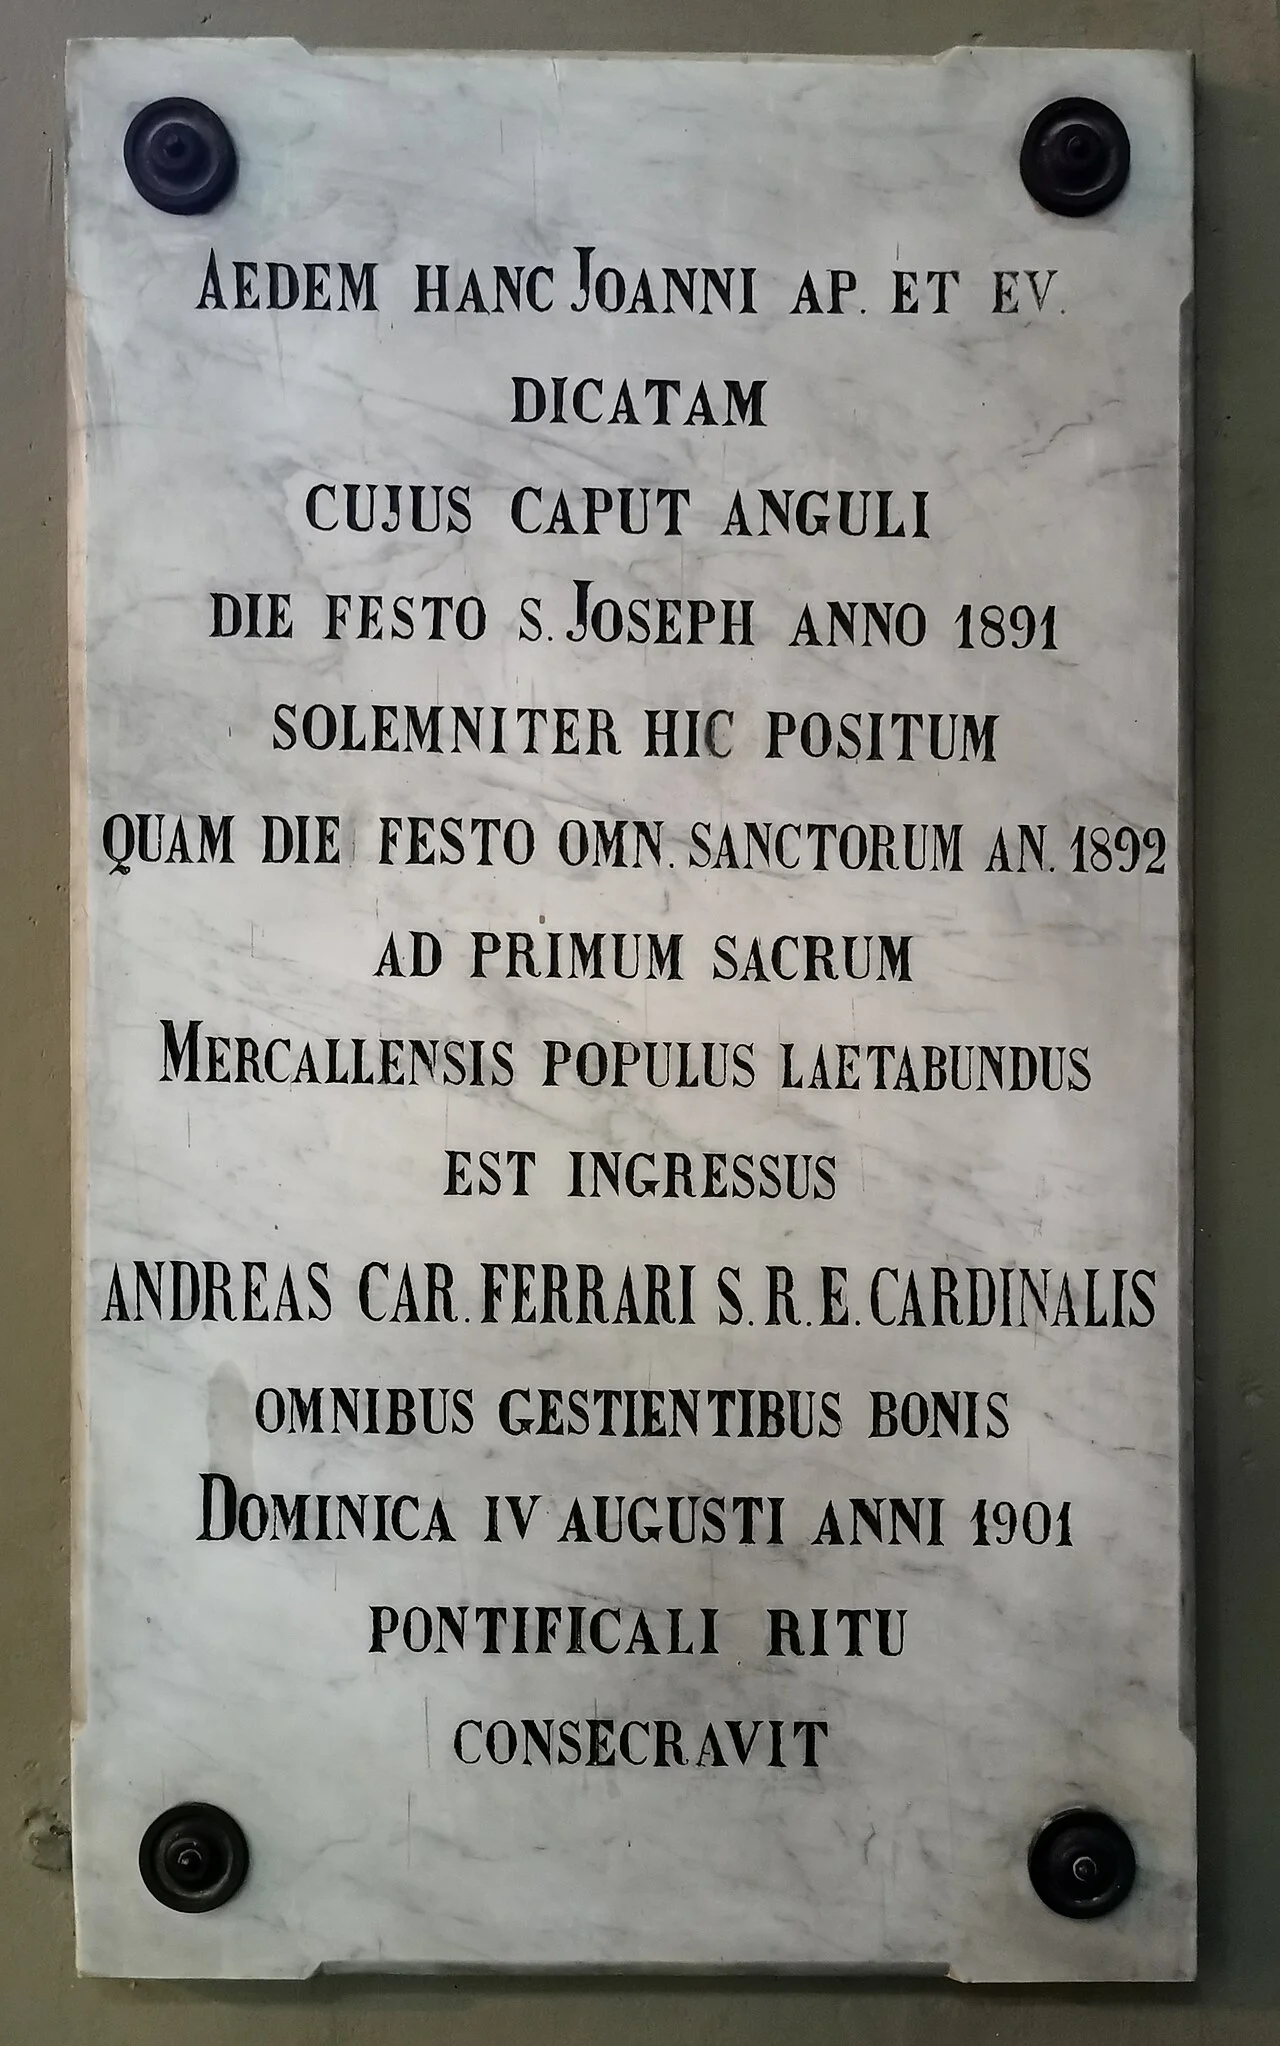 AEDEM HANC JOANNI AP. ET EV.
DICATAM
CUJUS CAPUT ANGULI
DIE FESTO S. JOSEPH ANNO 1891
SOLEMNITER HIC POSITUM
QUAM DIE FESTO OMN. SANCTORUM AN. 1892
AD PRIMUM SACRUM
MERCALLENSIS POPULUS LAETABUNDUS
EST INGRESSUS
ANDREAS CAR. FERRARI S. R. E. CARDINALIS
OMNIBUS GESTIENTIBUS BONIS
DOMINICA IV AUGUSTI ANNI 1901
PONTIFICALI RITU
CONSECRAVIT